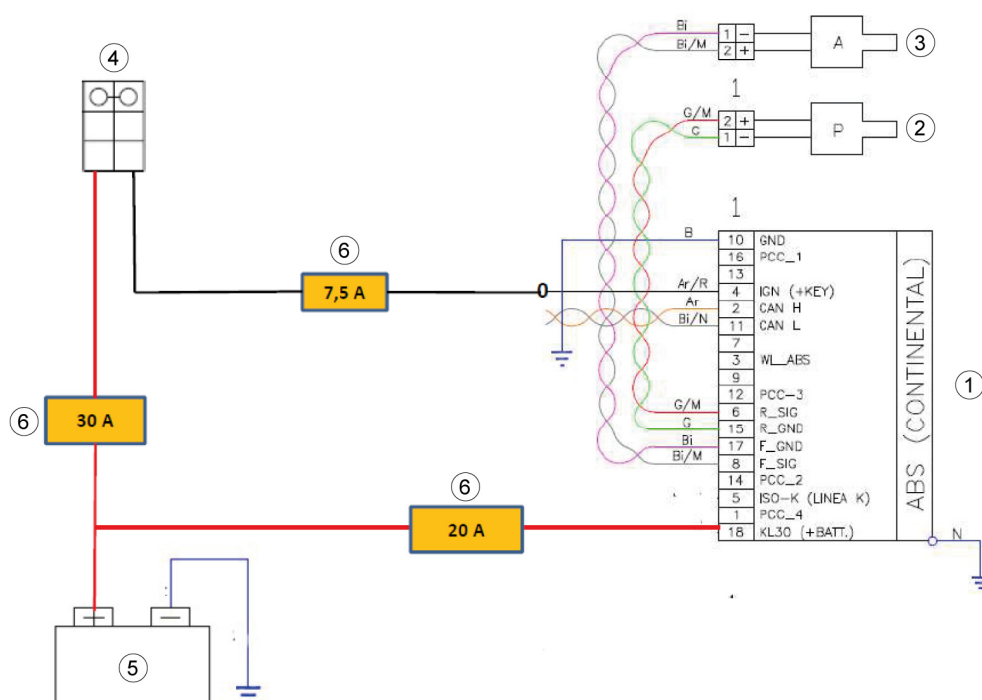 Bi
1 −
Bi/M
2 +
A
3
4
1
G/M
2 +
G
1 −
P
2
1
B
10 GND
16 PCC_1
13
6
7,5 A
0
Ar/R
4 IGN (+KEY)
Ar
2 CAN H
Bi/N
11 CAN L
7
3 WL_ABS
9
12 PCC-3
G/M
6 R_SIG
G
15 R_GND
Bi
17 F_GND
Bi/M
8 F_SIG
14 PCC_2
5 ISO-K (LINEA K)
1 PCC_4
18 KL30 (+BATT.)
ABS (CONTINENTAL)
1
N
6
30 A
6
20 A
+
−
5